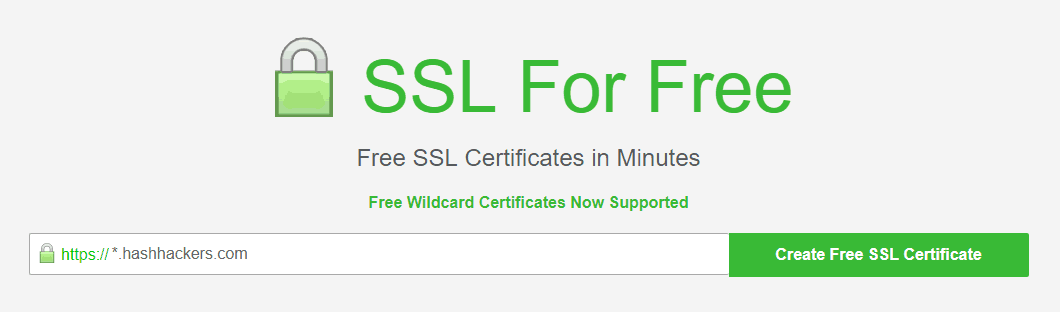 SSL For Free
Free SSL Certificates in Minutes
Free Wildcard Certificates Now Supported
https:// *.hashhackers.com
Create Free SSL Certificate